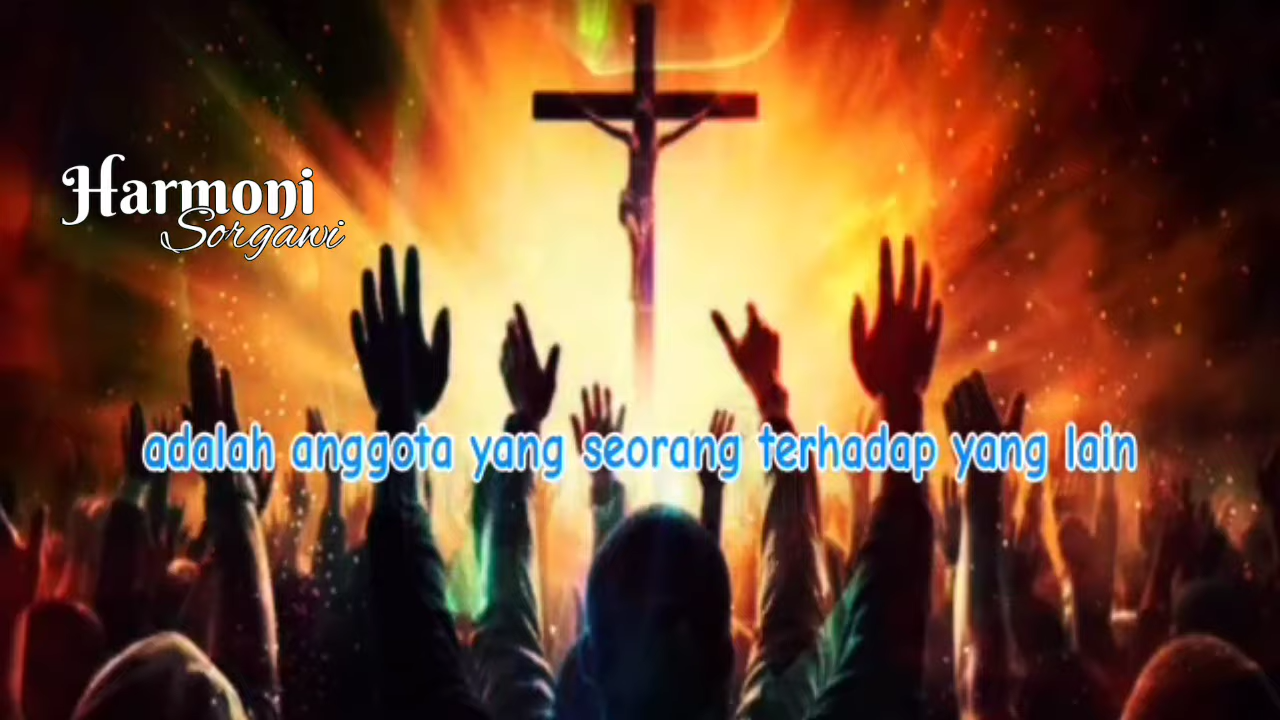 Harmoni
Sorgawi
adalah anggota yang seorang terhadap yang lain